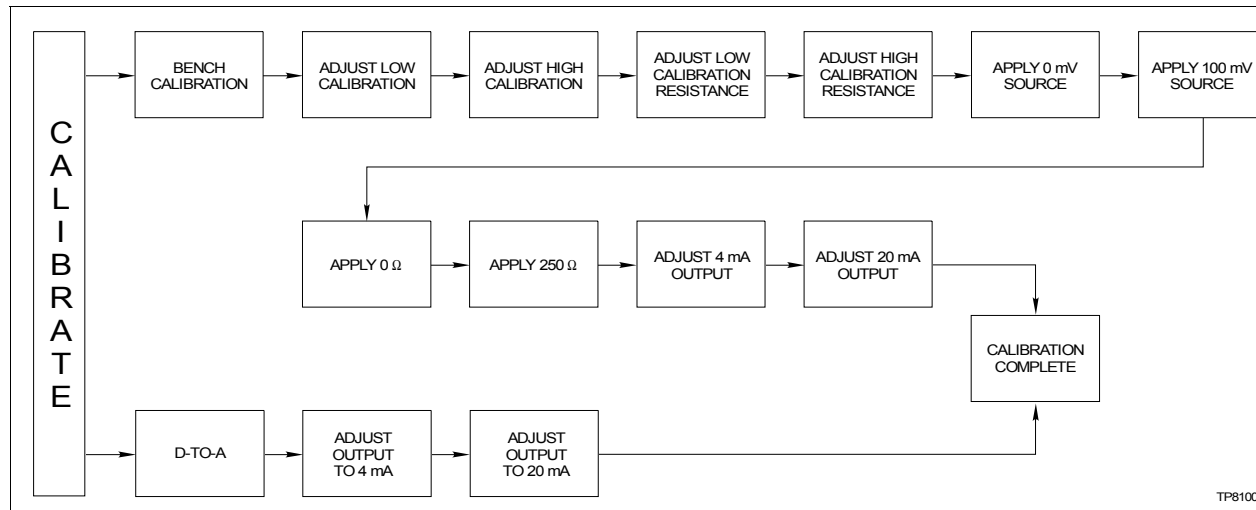 CALIBRATE
BENCH
CALIBRATION
ADJUST LOW
CALIBRATION
ADJUST HIGH
CALIBRATION
ADJUST LOW
CALIBRATION
RESISTANCE
ADJUST HIGH
CALIBRATION
RESISTANCE
APPLY 0 mV
SOURCE
APPLY 100 mV
SOURCE
APPLY 0 Ω
APPLY 250 Ω
ADJUST 4 mA
OUTPUT
ADJUST 20 mA
OUTPUT
CALIBRATION
COMPLETE
D-TO-A
ADJUST
OUTPUT
TO 4 mA
ADJUST
OUTPUT
TO 20 mA
TP8100